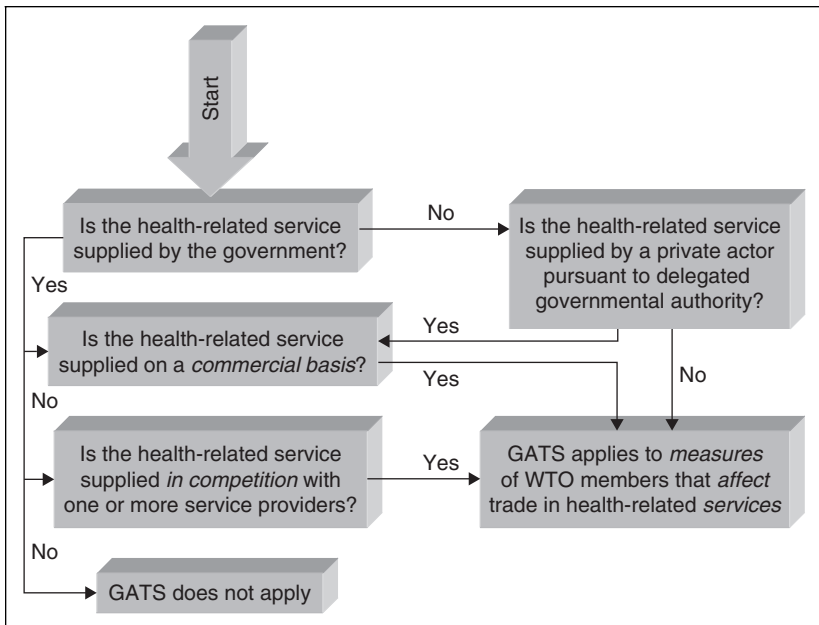 Start
Is the health-related service
supplied by the government?
No
Is the health-related service
supplied by a private actor
pursuant to delegated
governmental authority?
Yes
Yes
Is the health-related service
supplied on a commercial basis?
Yes
No
No
Is the health-related service
supplied in competition with
one or more service providers?
Yes
GATS applies to measures
of WTO members that affect
trade in health-related services
No
GATS does not apply